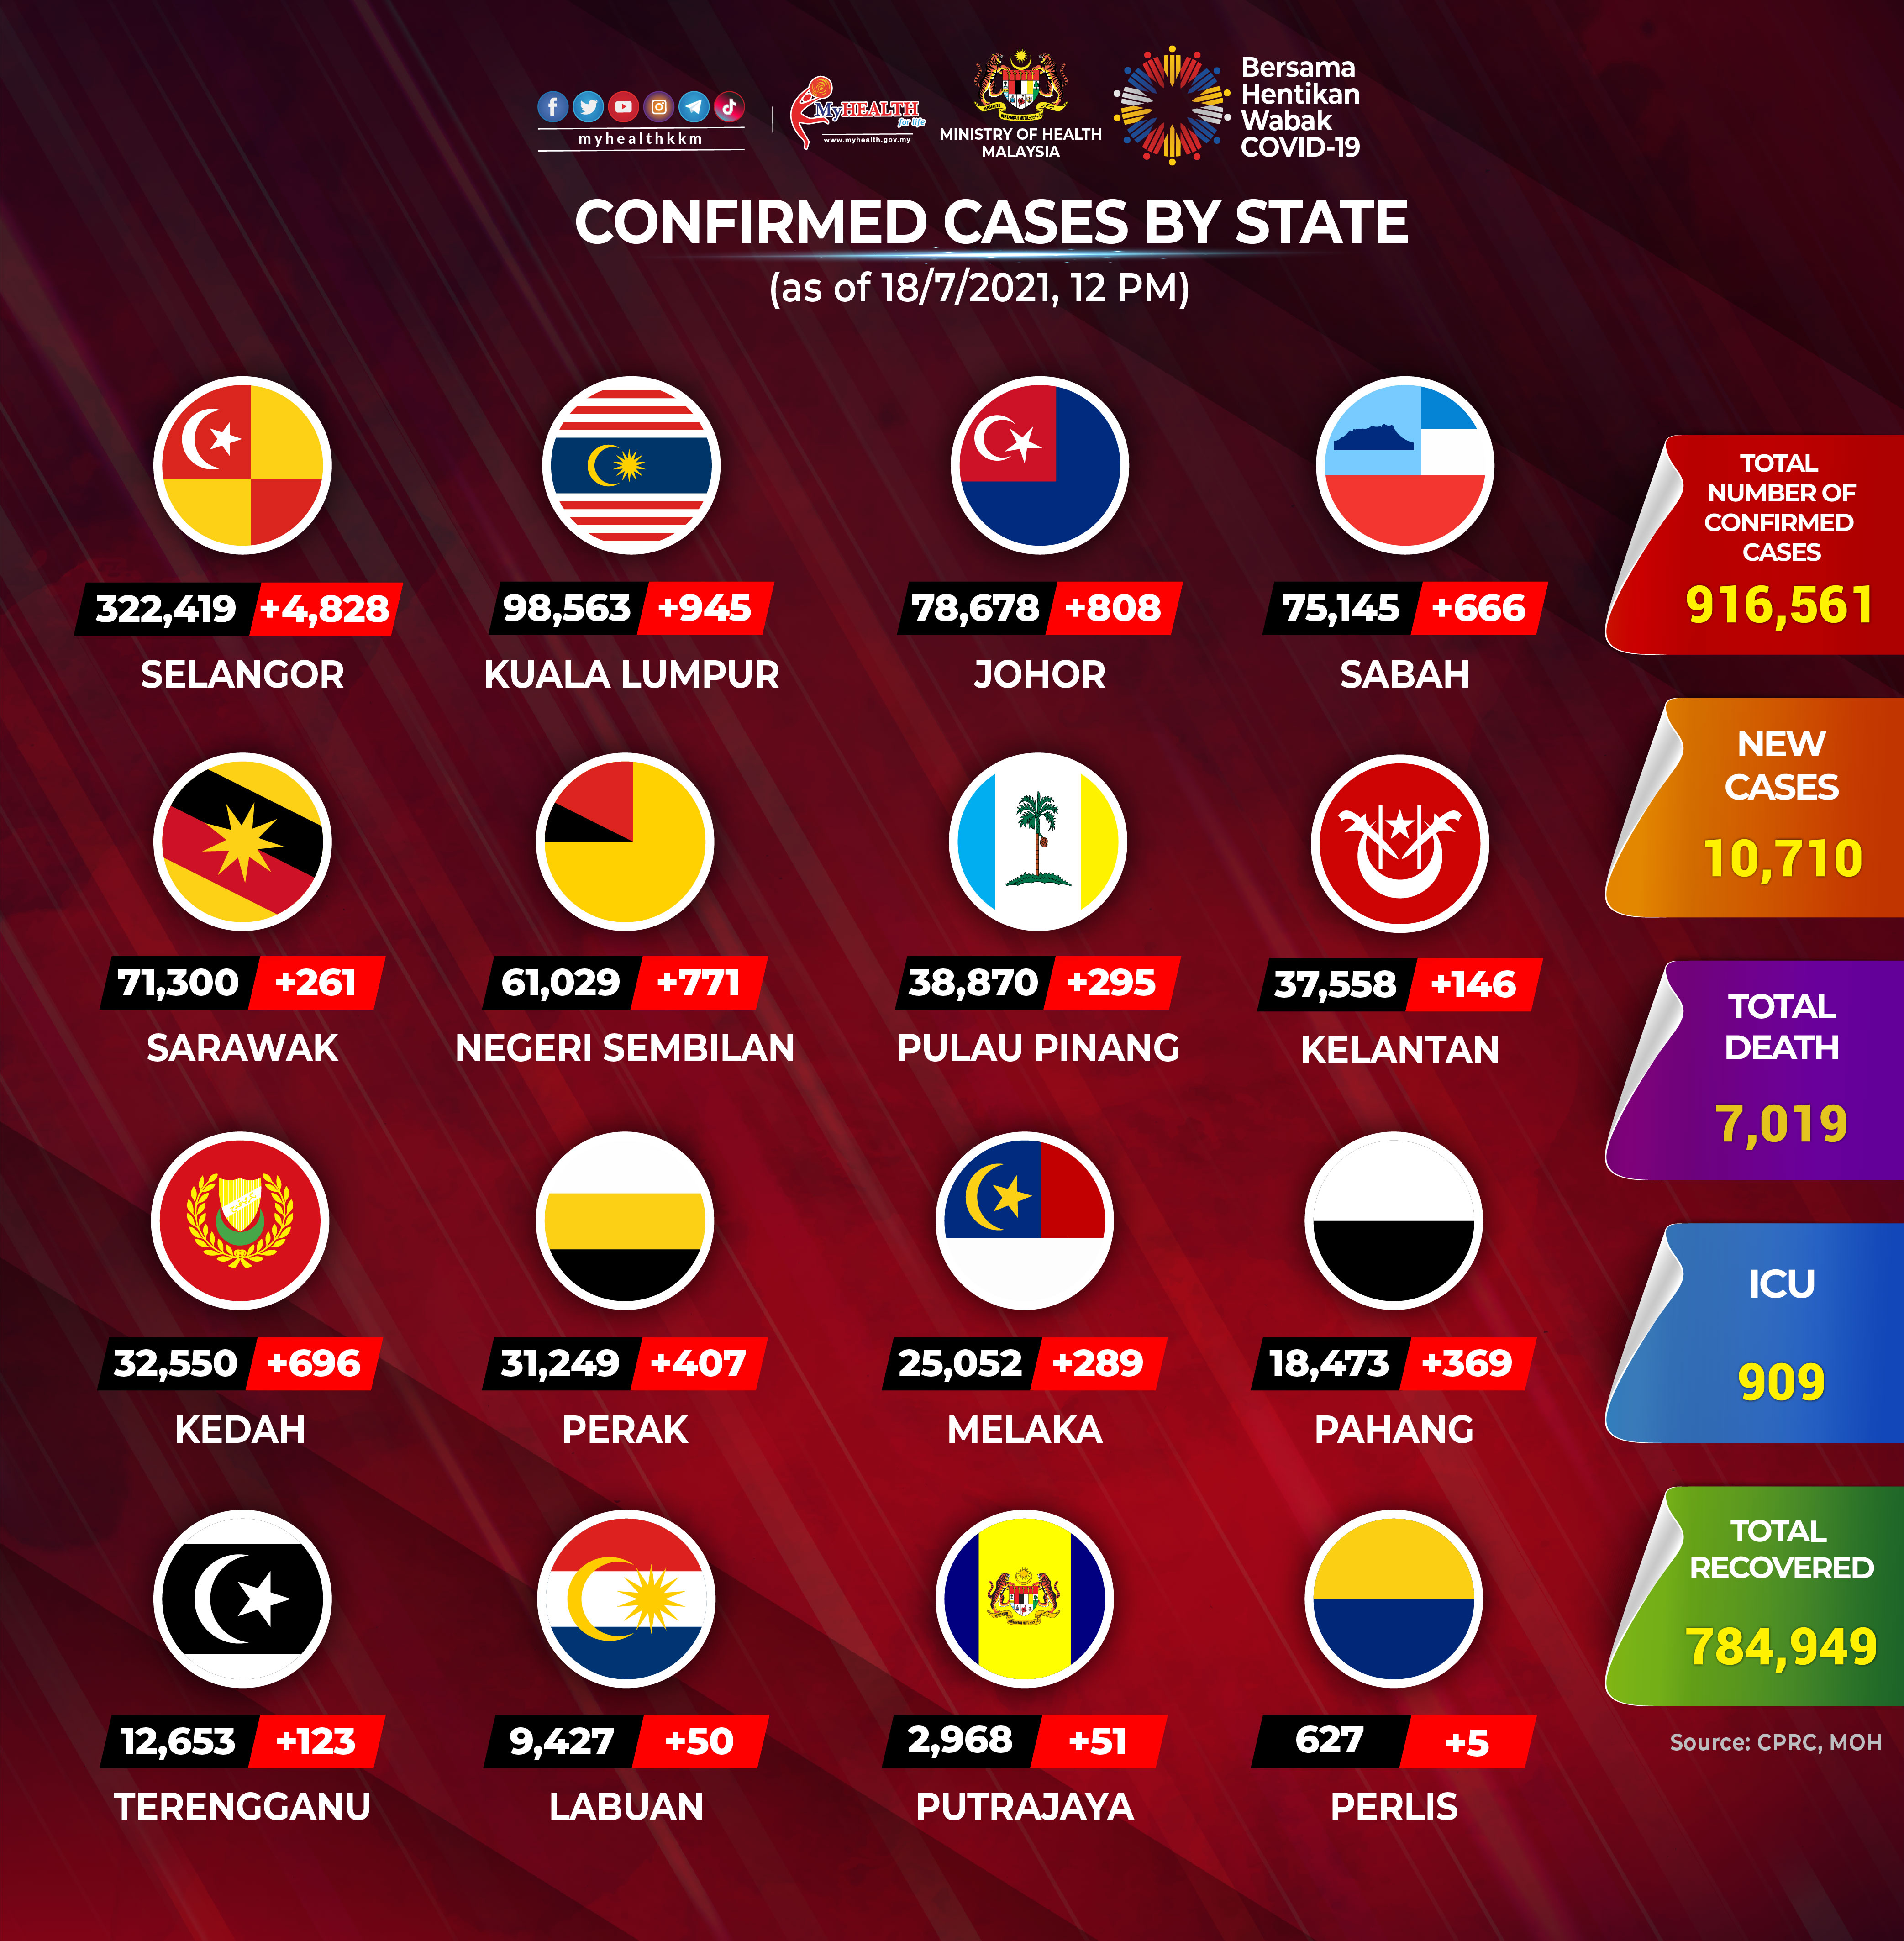 myhealthkkm
MyHEALTH
for life
www.myhealth.gov.my
MINISTRY OF HEALTH
MALAYSIA
Bersama
Hentikan
Wabak
COVID-19
CONFIRMED CASES BY STATE
(as of 18/7/2021, 12 PM)
322,419 +4,828
SELANGOR
98,563 +945
KUALA LUMPUR
78,678 +808
JOHOR
75,145 +666
SABAH
71,300 +261
SARAWAK
61,029 +771
NEGERI SEMBILAN
38,870 +295
PULAU PINANG
37,558 +146
KELANTAN
32,550 +696
KEDAH
31,249 +407
PERAK
25,052 +289
MELAKA
18,473 +369
PAHANG
12,653 +123
TERENGGANU
9,427 +50
LABUAN
2,968 +51
PUTRAJAYA
627 +5
PERLIS
TOTAL
NUMBER OF
CONFIRMED
CASES
916,561
NEW
CASES
10,710
TOTAL
DEATH
7,019
ICU
909
TOTAL
RECOVERED
784,949
Source: CPRC, MOH